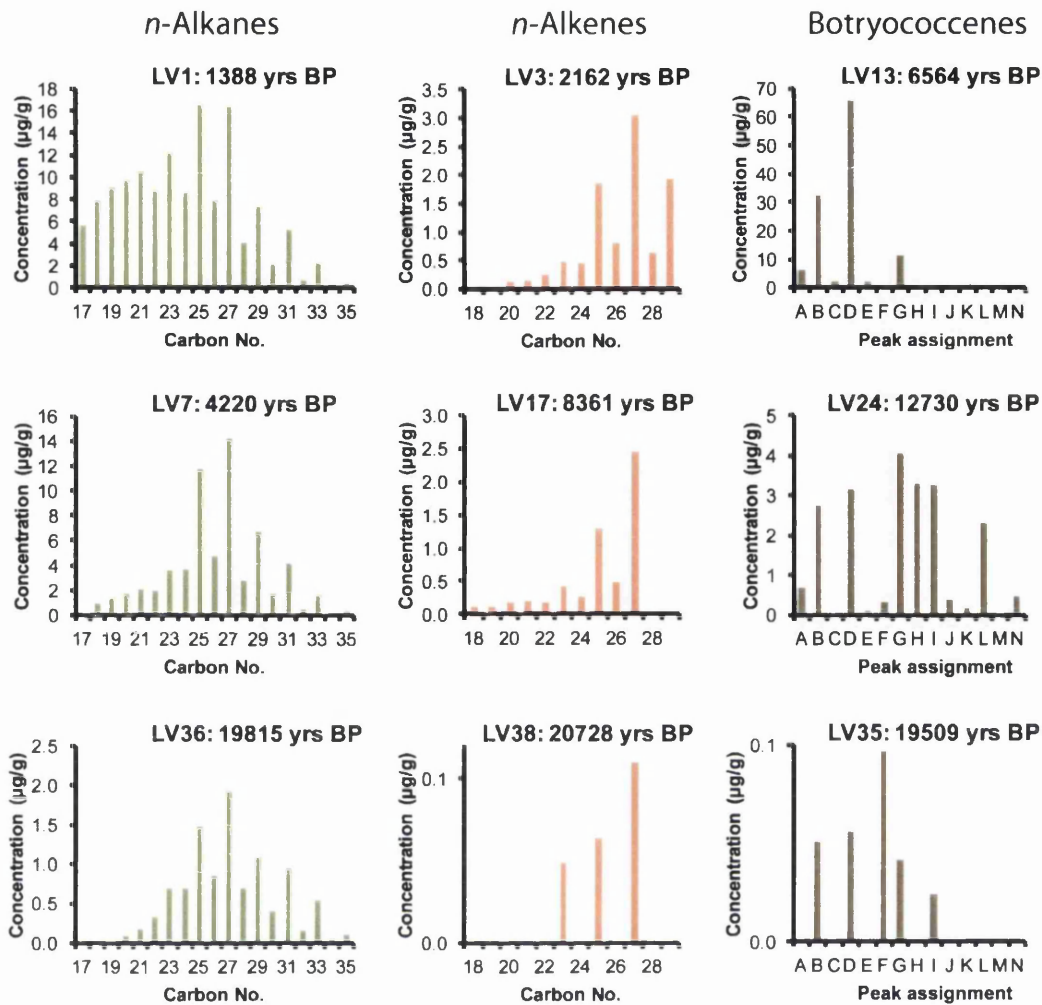 n-Alkanes
n-Alkenes
Botryococcenes
LV1: 1388 yrs BP
Concentration (µg/g)
18
16
14
12
10
8
6
4
2
0
17 19 21 23 25 27 29 31 33 35
Carbon No.
LV3: 2162 yrs BP
Concentration (µg/g)
3.5
3.0
2.5
2.0
1.5
1.0
0.5
0.0
18 20 22 24 26 28
Carbon No.
LV13: 6564 yrs BP
Concentration (µg/g)
70
60
50
40
30
20
10
0
A B C D E F G H I J K L M N
Peak assignment
LV7: 4220 yrs BP
Concentration (µg/g)
16
14
12
10
8
6
4
2
0
17 19 21 23 25 27 29 31 33 35
Carbon No.
LV17: 8361 yrs BP
Concentration (µg/g)
3.0
2.5
2.0
1.5
1.0
0.5
0.0
18 20 22 24 26 28
Carbon No.
LV24: 12730 yrs BP
Concentration (µg/g)
5
4
3
2
1
0
A B C D E F G H I J K L M N
Peak assignment
LV36: 19815 yrs BP
Concentration (µg/g)
2.5
2.0
1.5
1.0
0.5
0.0
17 19 21 23 25 27 29 31 33 35
Carbon No.
LV38: 20728 yrs BP
Concentration (µg/g)
0.1
0.0
18 20 22 24 26 28
Carbon No.
LV35: 19509 yrs BP
Concentration (µg/g)
0.1
0.0
A B C D E F G H I J K L M N
Peak assignment